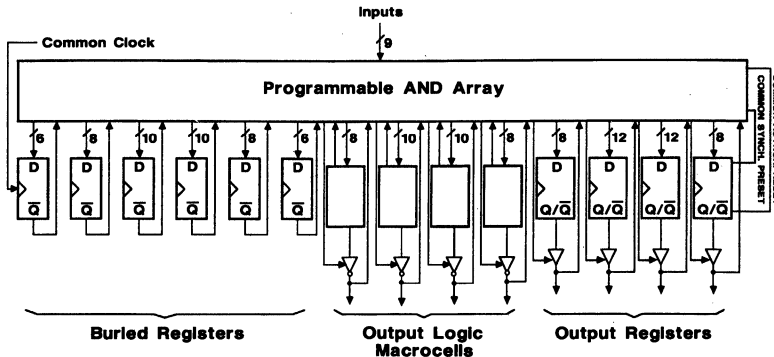 Inputs
9
Common Clock
Programmable AND Array
6 8 10 10 8 6 8 10 10 8 8 12 12 8
COMMON SYNCH. PRESET
D D D D D D D D D D
Q Q Q Q Q Q Q/Q Q/Q Q/Q Q/Q
Buried Registers
Output Logic
Macrocells
Output Registers